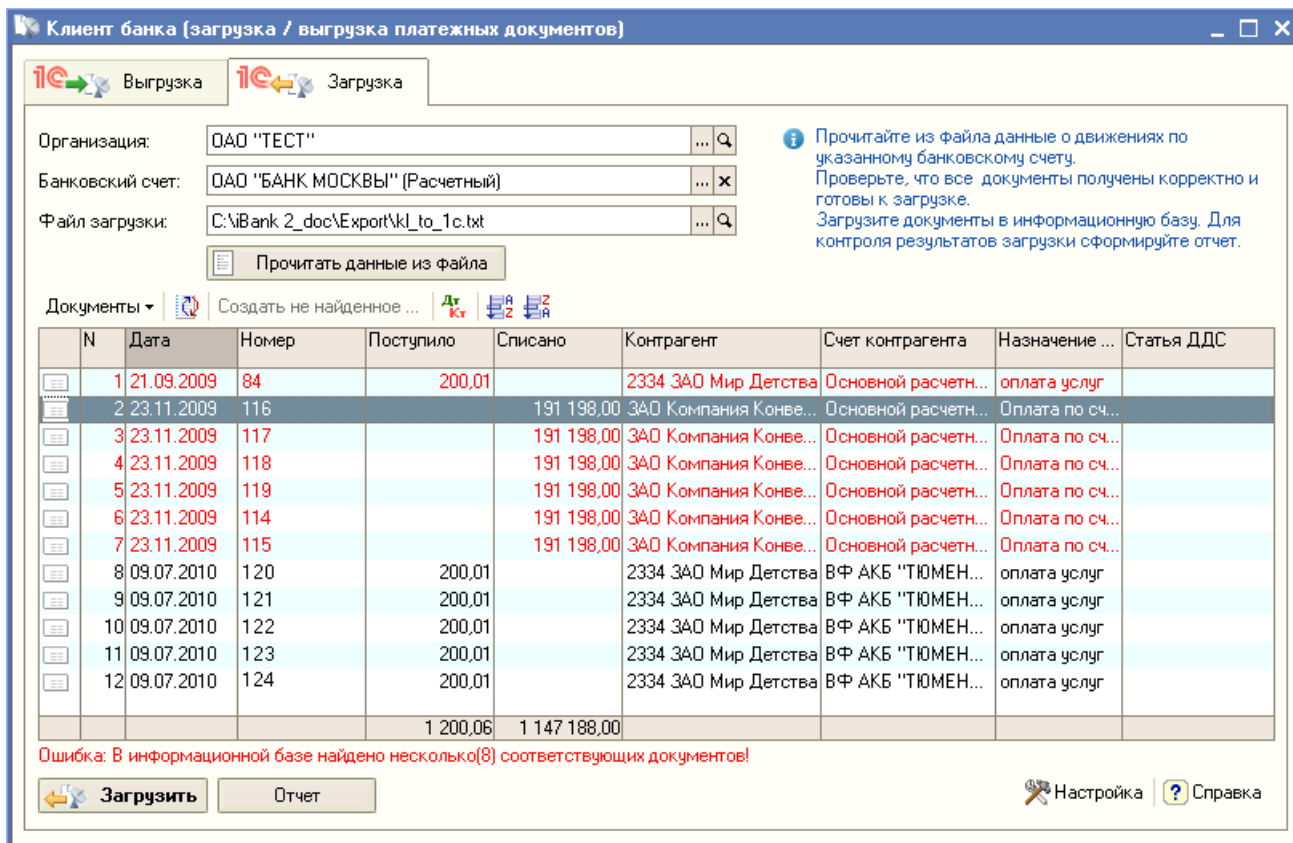 Клиент банка (загрузка / выгрузка платежных документов)
1С Выгрузка 1С Загрузка
Организация: ОАО "ТЕСТ" ...
Банковский счет: ОАО "БАНК МОСКВЫ" (Расчетный) ... x
Файл загрузки: C:\iBank 2_doc\Export\kl_to_1c.txt ...
Прочитать данные из файла
Прочитайте из файла данные о движениях по
указанному банковскому счету.
Проверьте, что все документы получены корректно и
готовы к загрузке.
Загрузите документы в информационную базу. Для
контроля результатов загрузки сформируйте отчет.
Документы Создать не найденное ... Дт Кт А Z Z А
N Дата Номер Поступило Списано Контрагент Счет контрагента Назначение ... Статья ДДС
1 21.09.2009 84 200,01 2334 ЗАО Мир Детства Основной расчетн... оплата услуг
2 23.11.2009 116 191 198,00 ЗАО Компания Конве... Основной расчетн... Оплата по сч...
3 23.11.2009 117 191 198,00 ЗАО Компания Конве... Основной расчетн... Оплата по сч...
4 23.11.2009 118 191 198,00 ЗАО Компания Конве... Основной расчетн... Оплата по сч...
5 23.11.2009 119 191 198,00 ЗАО Компания Конве... Основной расчетн... Оплата по сч...
6 23.11.2009 114 191 198,00 ЗАО Компания Конве... Основной расчетн... Оплата по сч...
7 23.11.2009 115 191 198,00 ЗАО Компания Конве... Основной расчетн... Оплата по сч...
8 09.07.2010 120 200,01 2334 ЗАО Мир Детства ВФ АКБ "ТЮМЕН... оплата услуг
9 09.07.2010 121 200,01 2334 ЗАО Мир Детства ВФ АКБ "ТЮМЕН... оплата услуг
10 09.07.2010 122 200,01 2334 ЗАО Мир Детства ВФ АКБ "ТЮМЕН... оплата услуг
11 09.07.2010 123 200,01 2334 ЗАО Мир Детства ВФ АКБ "ТЮМЕН... оплата услуг
12 09.07.2010 124 200,01 2334 ЗАО Мир Детства ВФ АКБ "ТЮМЕН... оплата услуг
1 200,06 1 147 188,00
Ошибка: В информационной базе найдено несколько(8) соответствующих документов!
Загрузить Отчет Настройка ? Справка